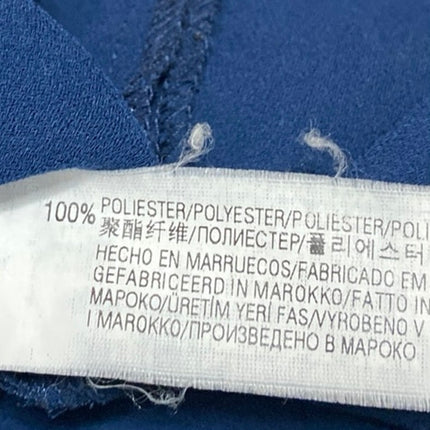 100% POLIESTER/POLYESTER/POLIESTER/POLI
聚酯纤维/ПОЛИЕСТЕР/폴리에스터
HECHO EN MARRUECOS/FABRICADO EM
GEFABRICEERD IN MAROKKO/FATTO IN
МАРОКО/ÜRETİM YERİ FAS/VYROBENO V
I MAROKKO/ПРОИЗВЕДЕНО В МАРОКО